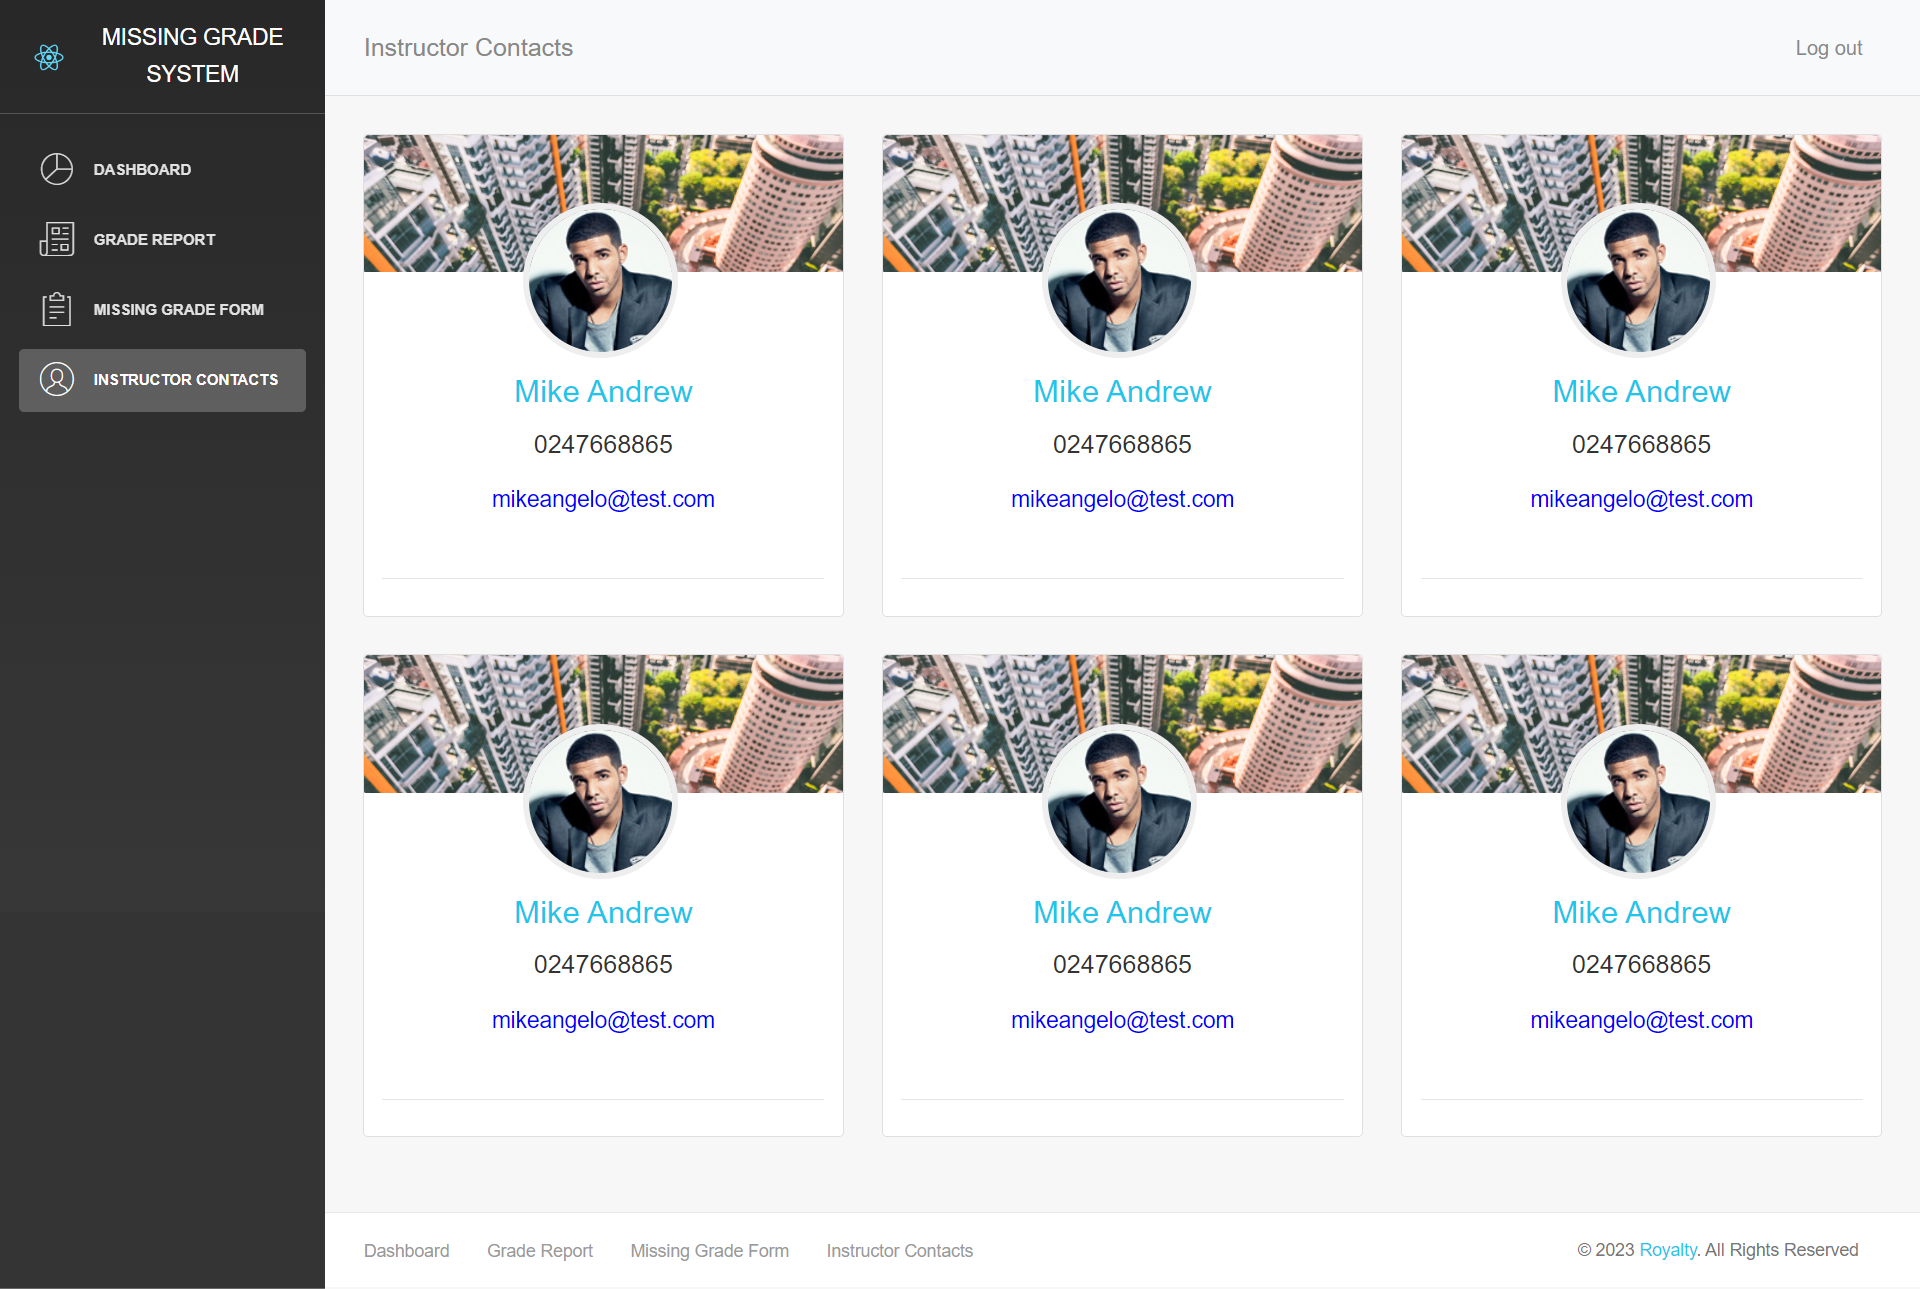 MISSING GRADE
SYSTEM
DASHBOARD
GRADE REPORT
MISSING GRADE FORM
INSTRUCTOR CONTACTS
Instructor Contacts
Log out
Mike Andrew
0247668865
mikeangelo@test.com
Mike Andrew
0247668865
mikeangelo@test.com
Mike Andrew
0247668865
mikeangelo@test.com
Mike Andrew
0247668865
mikeangelo@test.com
Mike Andrew
0247668865
mikeangelo@test.com
Mike Andrew
0247668865
mikeangelo@test.com
Dashboard
Grade Report
Missing Grade Form
Instructor Contacts
© 2023 Royalty. All Rights Reserved